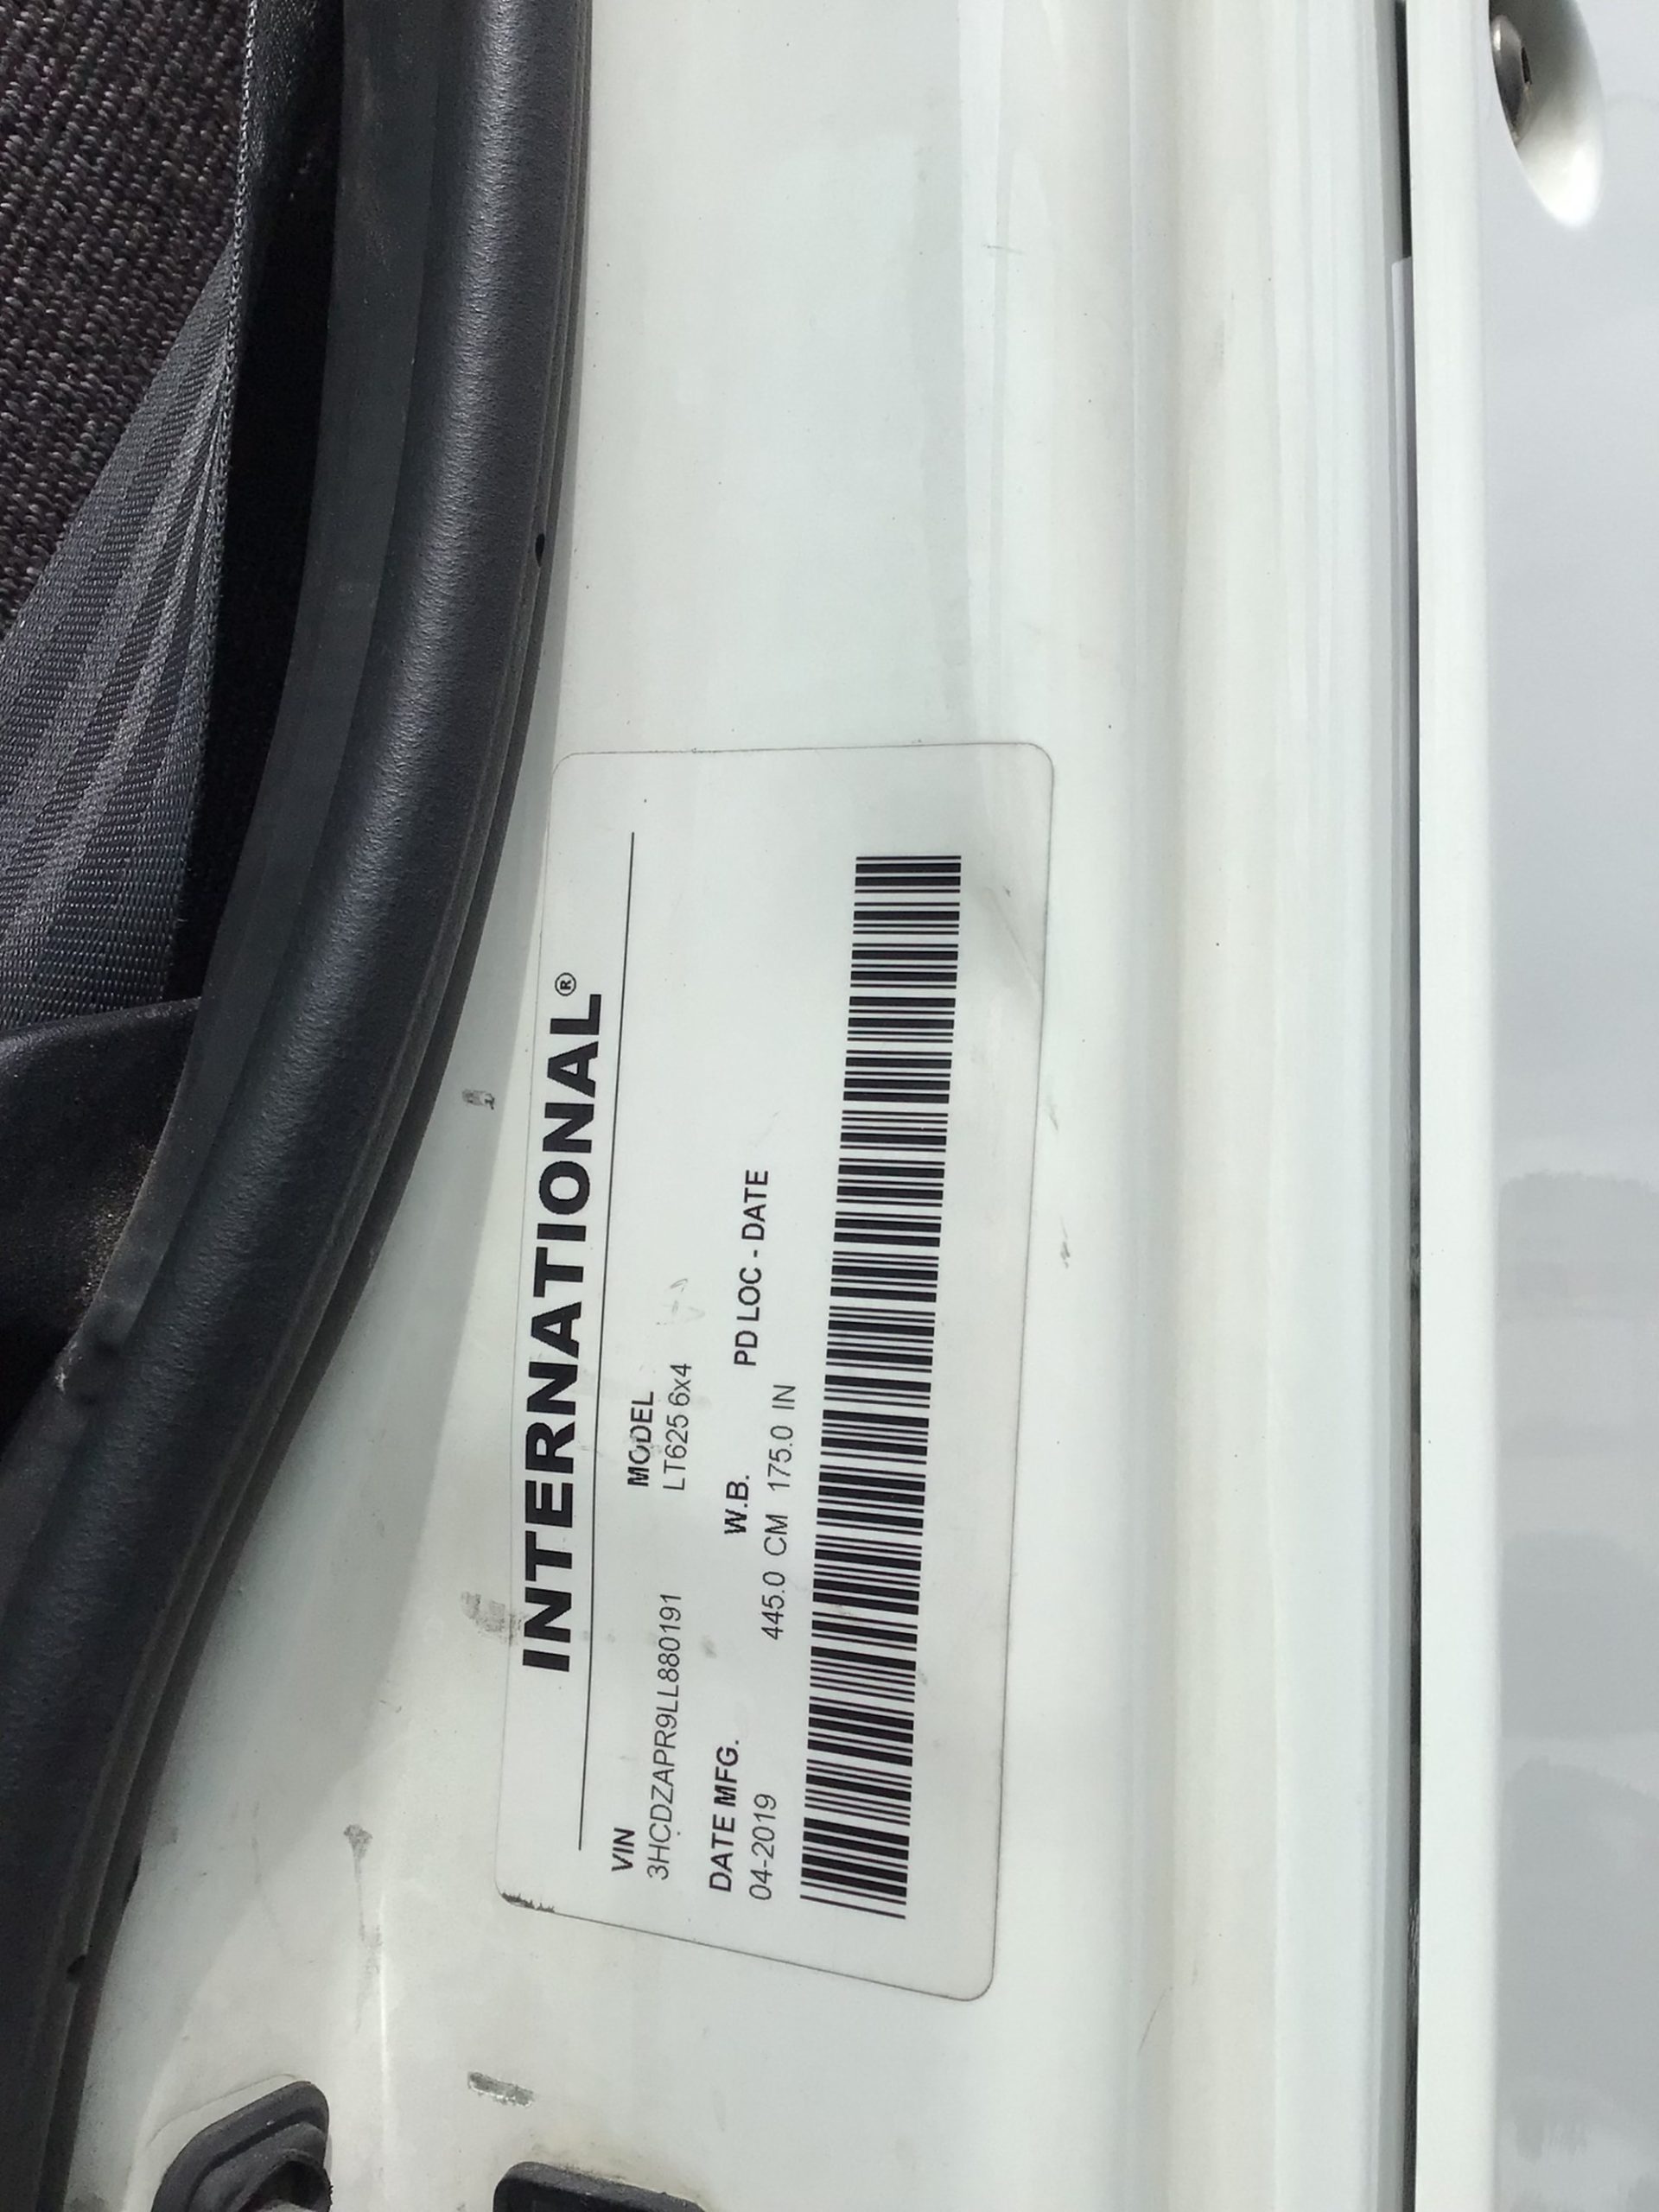 INTERNATIONAL®
VIN MODEL
3HCDZAPR9LL880191 LT625 6x4
DATE MFG. W.B. PD LOC - DATE
04-2019 445.0 CM 175.0 IN